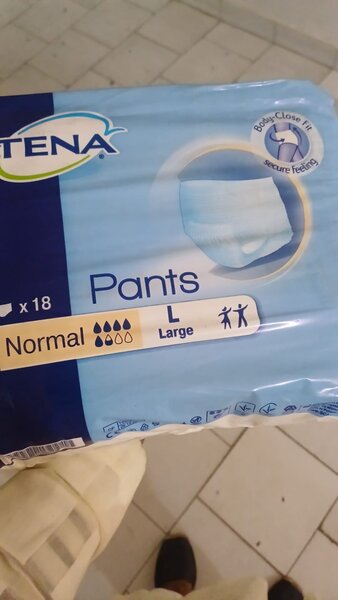 TENA
Body-Close Fit
secure feeling
x 18
Pants
Normal
L
Large